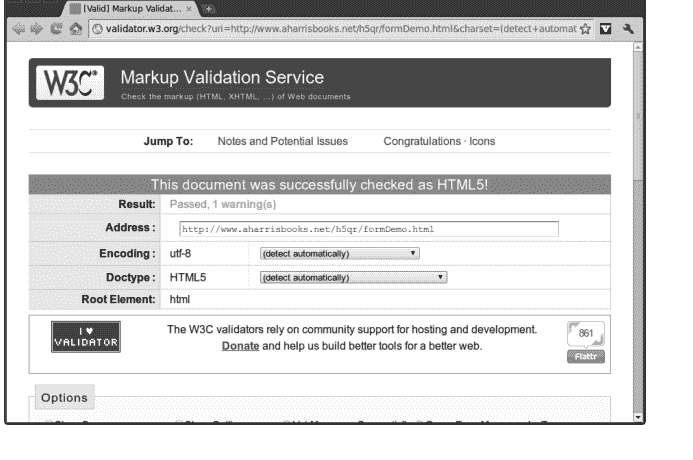 [Valid] Markup Validat... ×
validator.w3.org/check?uri=http://www.aharrisbooks.net/h5qr/formDemo.html&charset=(detect+automat
W3C®
Markup Validation Service
Check the markup (HTML, XHTML, ...) of Web documents
Jump To: Notes and Potential Issues Congratulations · Icons
This document was successfully checked as HTML5!
Result: Passed, 1 warning(s)
Address : http://www.aharrisbooks.net/h5qr/formDemo.html
Encoding : utf-8 (detect automatically)
Doctype : HTML5 (detect automatically)
Root Element: html
I ♥
VALIDATOR
The W3C validators rely on community support for hosting and development.
Donate and help us build better tools for a better web.
861
Flattr
Options